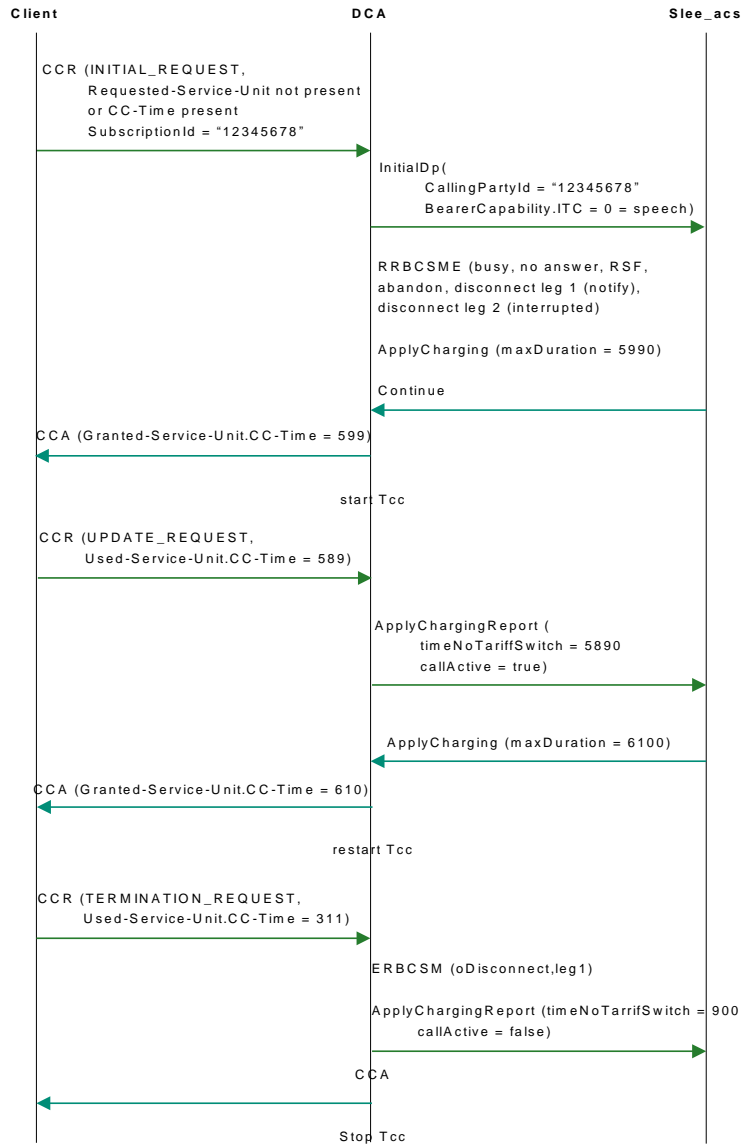 Client DCA Slee_acs
CCR (INITIAL_REQUEST,
Requested-Service-Unit not present
or CC-Time present
SubscriptionId = “12345678”
InitialDp(
CallingPartyId = “12345678”
BearerCapability.ITC = 0 = speech)
RRBCSME (busy, no answer, RSF,
abandon, disconnect leg 1 (notify),
disconnect leg 2 (interrupted)
ApplyCharging (maxDuration = 5990)
Continue
CCA (Granted-Service-Unit.CC-Time = 599)
start Tcc
CCR (UPDATE_REQUEST,
Used-Service-Unit.CC-Time = 589)
ApplyChargingReport (
timeNoTariffSwitch = 5890
callActive = true)
ApplyCharging (maxDuration = 6100)
CCA (Granted-Service-Unit.CC-Time = 610)
restart Tcc
CCR (TERMINATION_REQUEST,
Used-Service-Unit.CC-Time = 311)
ERBCSM (oDisconnect,leg1)
ApplyChargingReport (timeNoTarrifSwitch = 900
callActive = false)
CCA
Stop Tcc